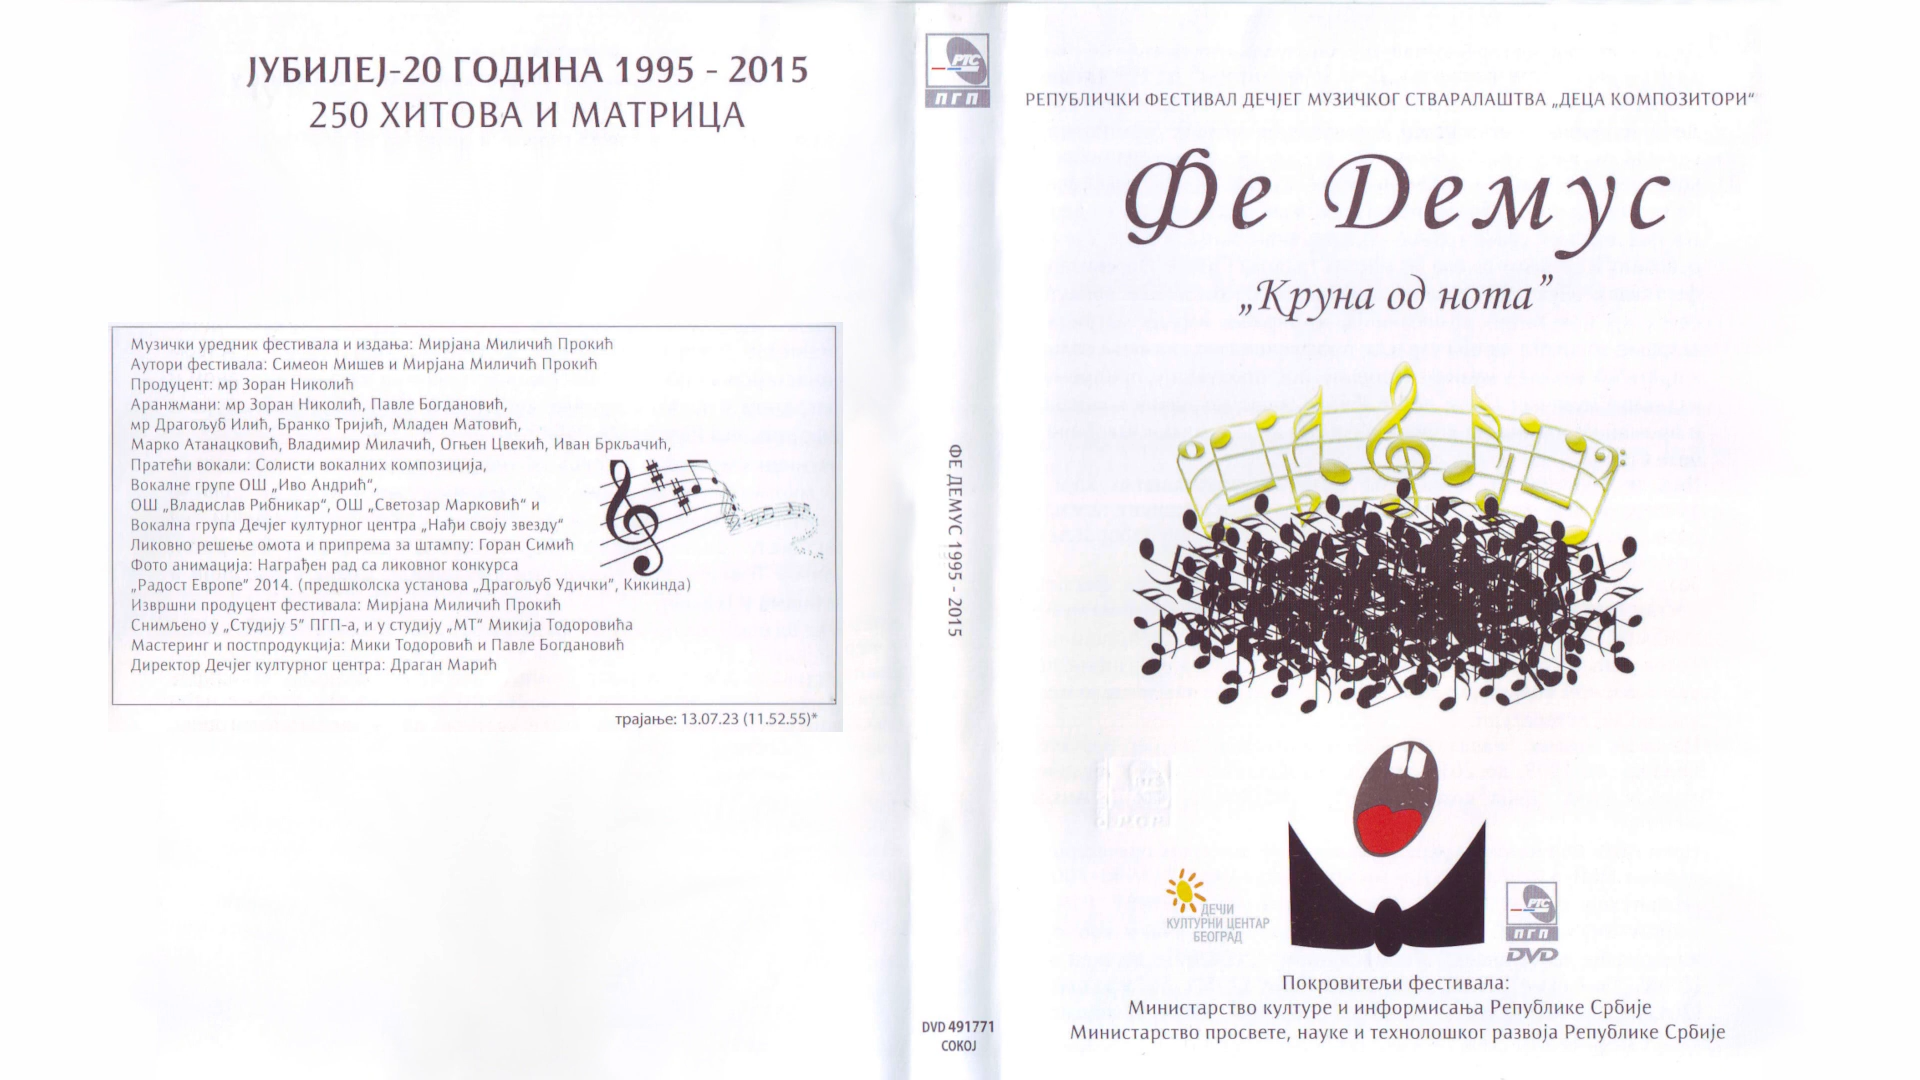 ЈУБИЛЕЈ-20 ГОДИНА 1995 - 2015
250 ХИТОВА И МАТРИЦА
Музички уредник фестивала и издања: Мирјана Миличић Прокић
Аутори фестивала: Симеон Мишев и Мирјана Миличић Прокић
Продуцент: мр Зоран Николић
Аранжмани: мр Зоран Николић, Павле Богдановић,
мр Драгољуб Илић, Бранко Тријић, Младен Матовић,
Марко Атанацковић, Владимир Милачић, Огњен Цвекић, Иван Бркљачић,
Пратећи вокали: Солисти вокалних композиција,
Вокалне групе ОШ „Иво Андрић“,
ОШ „Владислав Рибникар“, ОШ „Светозар Марковић“ и
Вокална група Дечјег културног центра „Нађи своју звезду“
Ликовно решење омота и припрема за штампу: Горан Симић
Фото анимација: Награђен рад са ликовног конкурса
„Радост Европе” 2014. (предшколска установа „Драгољуб Удички”, Кикинда)
Извршни продуцент фестивала: Мирјана Миличић Прокић
Снимљено у „Студију 5” ПГП-а, и у студију „МТ“ Микија Тодоровића
Мастеринг и постпродукција: Мики Тодоровић и Павле Богдановић
Директор Дечјег културног центра: Драган Марић
трајање: 13.07.23 (11.52.55)*
РТС
ПГП
ФЕ ДЕМУС 1995 - 2015
DVD 491771
СОКОЈ
РЕПУБЛИЧКИ ФЕСТИВАЛ ДЕЧЈЕГ МУЗИЧКОГ СТВАРАЛАШТВА „ДЕЦА КОМПОЗИТОРИ“
Фе Демус
„Круна од нота”
ДЕЧЈИ
КУЛТУРНИ ЦЕНТАР
БЕОГРАД
РТС
ПГП
DVD
Покровитељи фестивала:
Министарство културе и информисања Републике Србије
Министарство просвете, науке и технолошког развоја Републике Србије